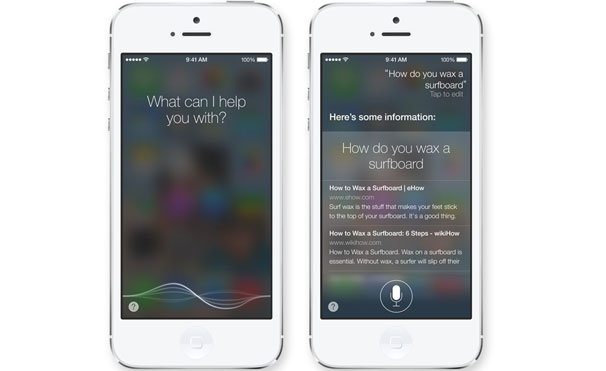 9:41 AM
100%
What can I help
you with?
?
9:41 AM
100%
"How do you wax a
surfboard"
Tap to edit
Here's some information:
How do you wax a
surfboard
How to Wax a Surfboard | eHow
www.ehow.com
Surf wax is the stuff that makes your feet stick
to the top of your surfboard. It's a good thing.
How to Wax a Surfboard: 6 Steps - wikiHow
www.wikihow.com
How to Wax a Surfboard. Wax on a surfboard is
essential. Without wax, a surfer will slip off their
?